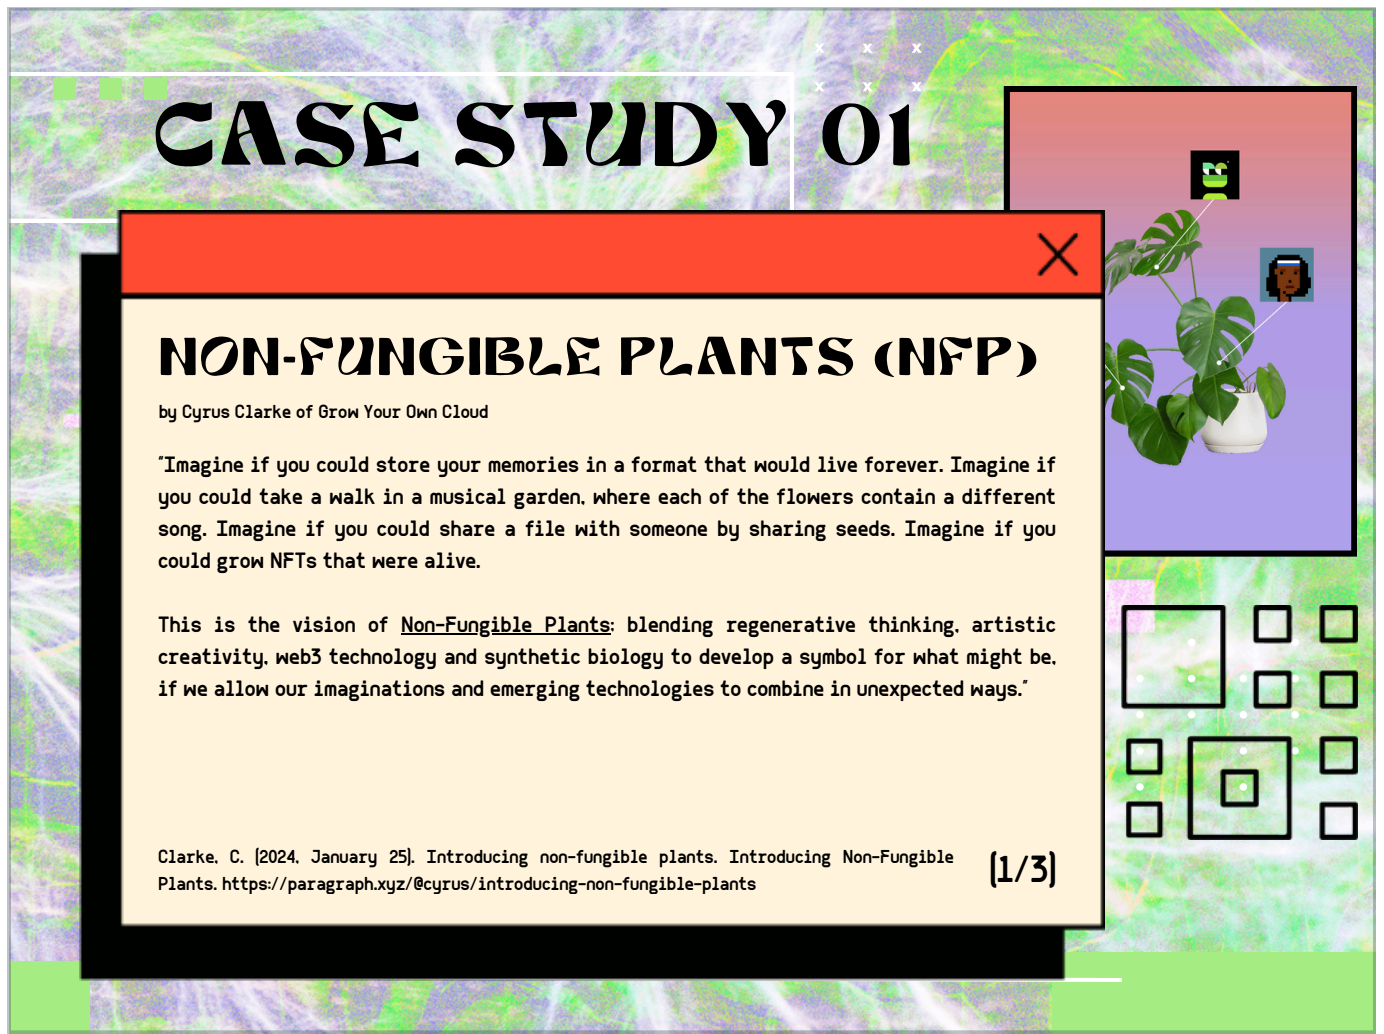 x x x
x x x
CASE STUDY 01
NON-FUNGIBLE PLANTS (NFP)
by Cyrus Clarke of Grow Your Own Cloud
"Imagine if you could store your memories in a format that would live forever. Imagine if
you could take a walk in a musical garden, where each of the flowers contain a different
song. Imagine if you could share a file with someone by sharing seeds. Imagine if you
could grow NFTs that were alive.
This is the vision of Non-Fungible Plants: blending regenerative thinking, artistic
creativity, web3 technology and synthetic biology to develop a symbol for what might be,
if we allow our imaginations and emerging technologies to combine in unexpected ways."
Clarke, C. (2024, January 25). Introducing non-fungible plants. Introducing Non-Fungible
Plants. https://paragraph.xyz/@cyrus/introducing-non-fungible-plants
(1/3)